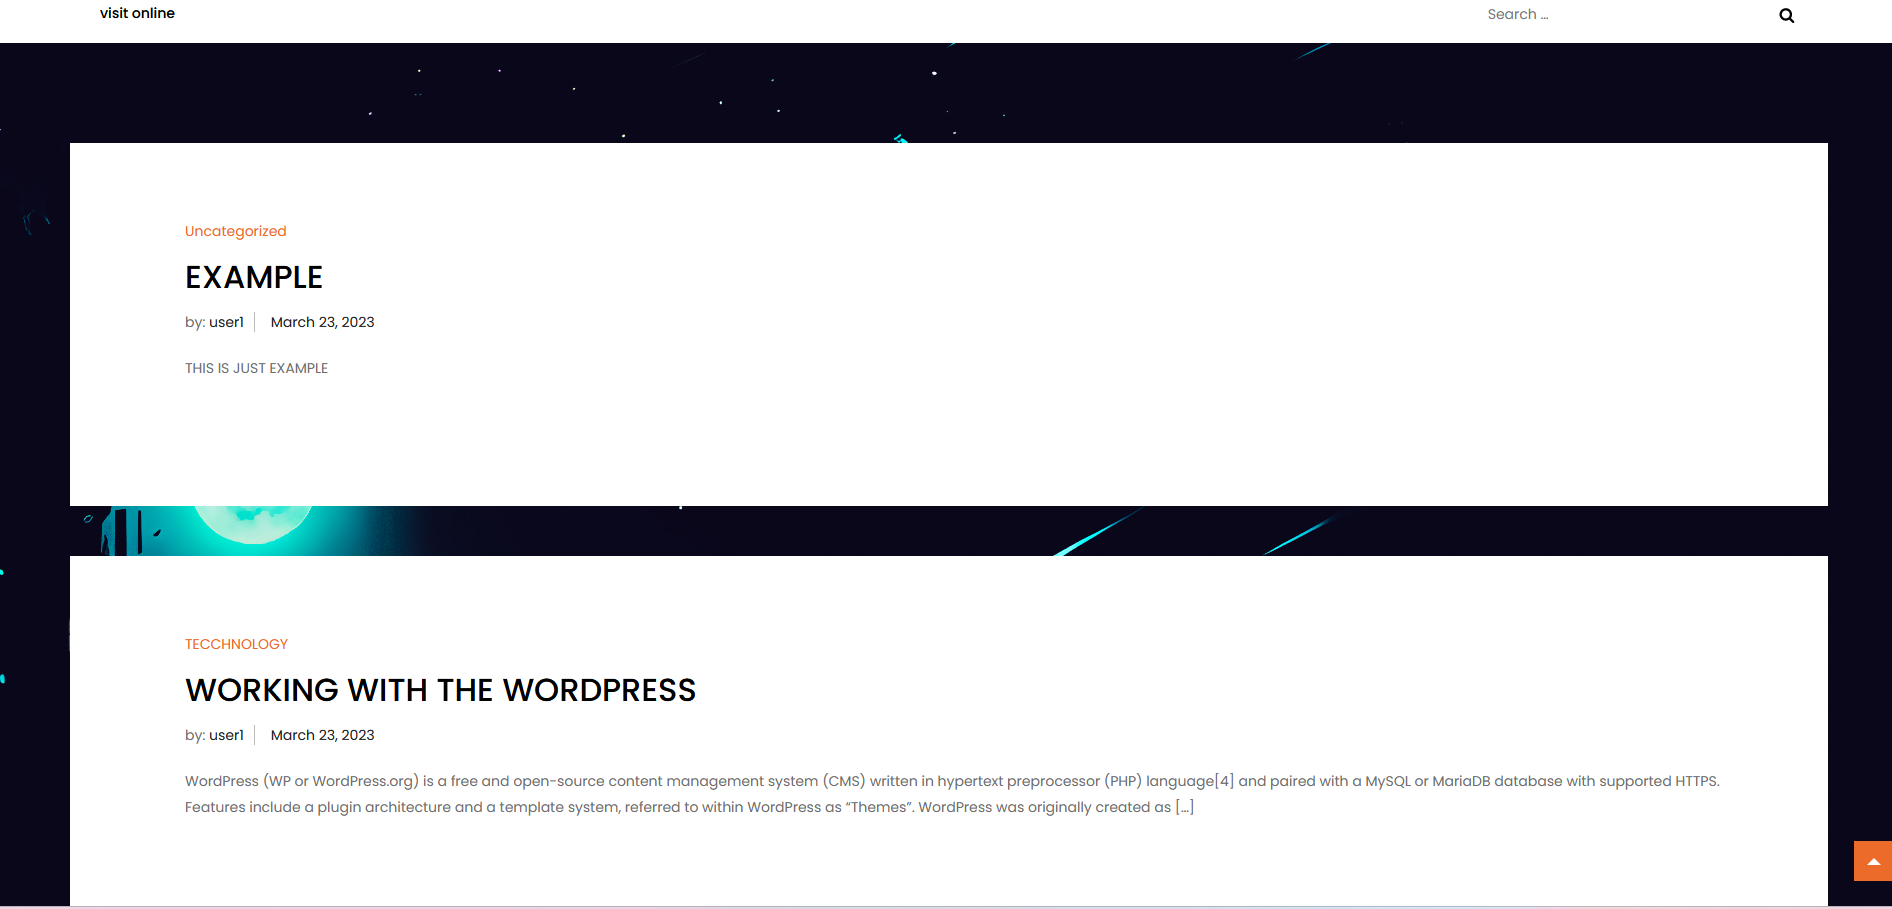 visit online
Search …
Uncategorized
EXAMPLE
by: user1 March 23, 2023
THIS IS JUST EXAMPLE
TECCHNOLOGY
WORKING WITH THE WORDPRESS
by: user1 March 23, 2023
WordPress (WP or WordPress.org) is a free and open-source content management system (CMS) written in hypertext preprocessor (PHP) language[4] and paired with a MySQL or MariaDB database with supported HTTPS.
Features include a plugin architecture and a template system, referred to within WordPress as “Themes”. WordPress was originally created as […]